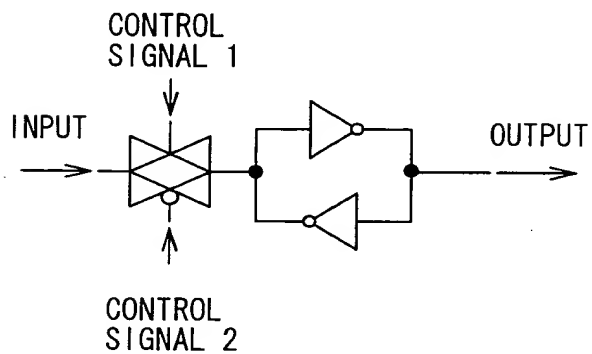 CONTROL
SIGNAL 1
INPUT
OUTPUT
CONTROL
SIGNAL 2